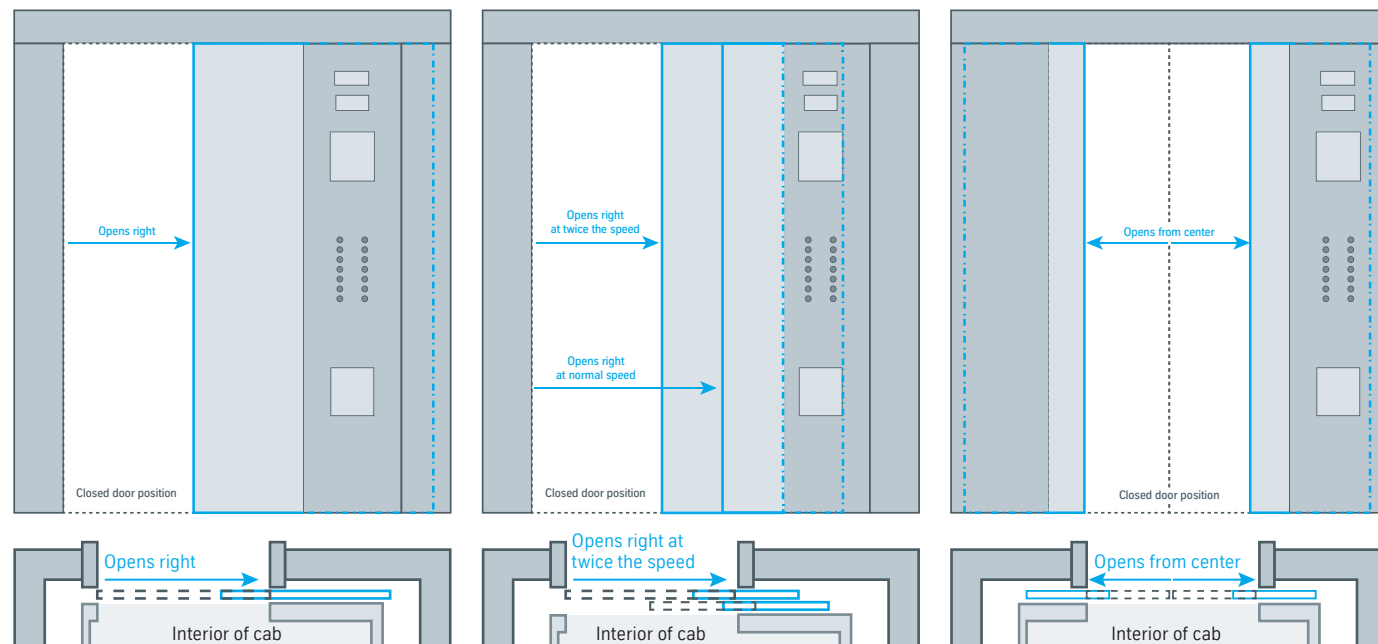 Opens right
Closed door position
Opens right
at twice the speed
Opens right
at normal speed
Closed door position
Opens from center
Closed door position
Opens right
Interior of cab
Opens right at
twice the speed
Interior of cab
Opens from center
Interior of cab